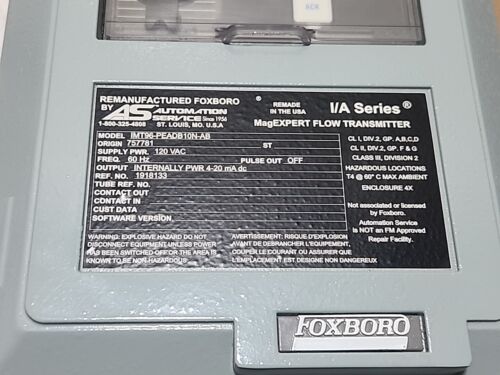 ACK
REMANUFACTURED FOXBORO
BY AS AUTOMATION
SERVICE Since 1956
1-800-325-4808 ST. LOUIS, MO. U.S.A
REMADE
IN THE USA
I/A Series®
MagEXPERT FLOW TRANSMITTER
MODEL IMT96-PEADB10N-AB
ORIGIN 757781 ST
SUPPLY PWR. 120 VAC
FREQ. 60 Hz PULSE OUT OFF
OUTPUT INTERNALLY PWR 4-20 mA dc
REF. NO. 1918133
TUBE REF. NO.
CONTACT OUT
CONTACT IN
CUST DATA
SOFTWARE VERSION
CL I, DIV 2, GP. A,B,C,D
CL II, DIV 2, GP. F & G
CLASS III, DIVISION 2
HAZARDOUS LOCATIONS
T4 @ 60° C MAX AMBIENT
ENCLOSURE 4X
Not associated or licensed
by Foxboro.
Automation Service
is NOT an FM Approved
Repair Facility.
WARNING: EXPLOSIVE HAZARD DO NOT
DISCONNECT EQUIPMENT UNLESS POWER
HAS BEEN SWITCHED OFF OR THE AREA IS
KNOWN TO BE NON-HAZARDOUS
AVERTISSEMENT: RISQUE D'EXPLOSION
AVANT DE DEBRANCHER L'EQUIPEMENT,
COUPER LE COURANT OU ASSURER QUE
L'EMPLACEMENT EST DESIGNE NON DANGEREUX
FOXBORO